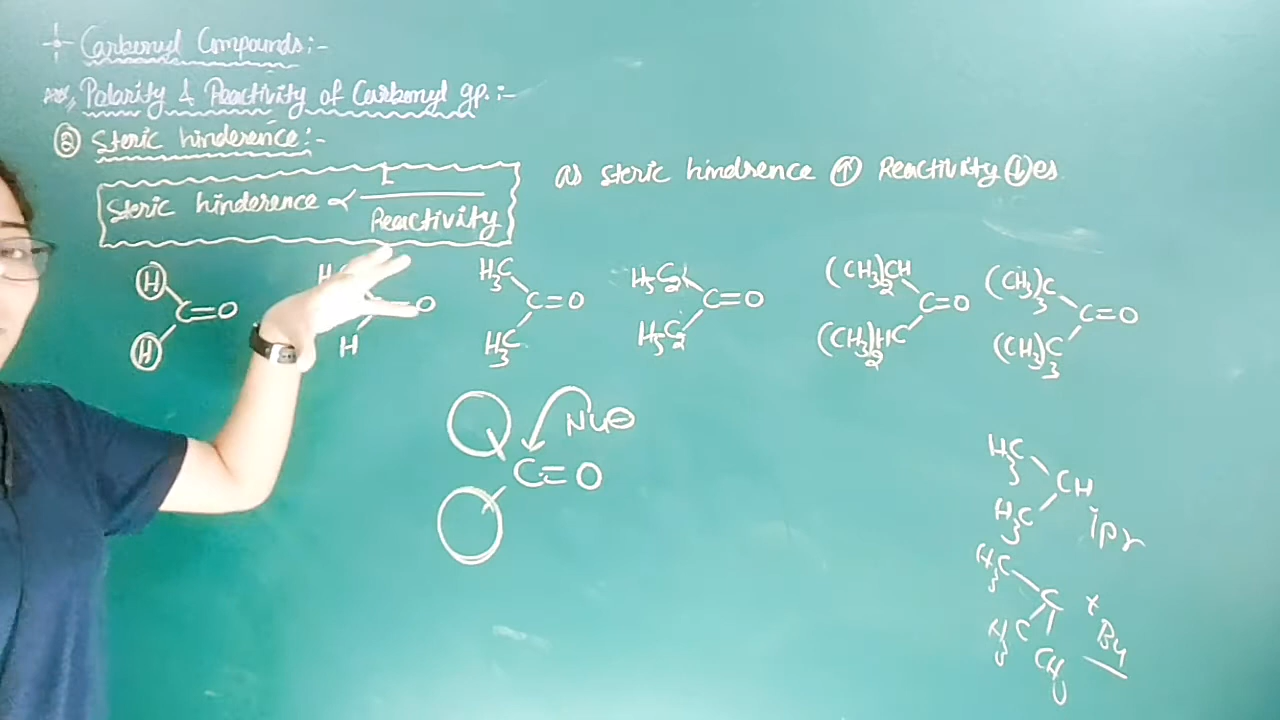 Carbonyl Compounds:-
Polarity & Reactivity of Carbonyl gp.:-
② Steric hinderence:-
Steric hinderence ∝ 1/Reactivity
as steric hindrence ↑ Reactivity ↓es
H H C=O
H H C=O
H3C H3C C=O
H5C2 H5C2 C=O
(CH3)2CH (CH3)2HC C=O
(CH3)3C (CH3)3C C=O
Nu⊖
C=O
H3C
CH
H3C
ipr
H3C
C
H3C
CH3
tBu